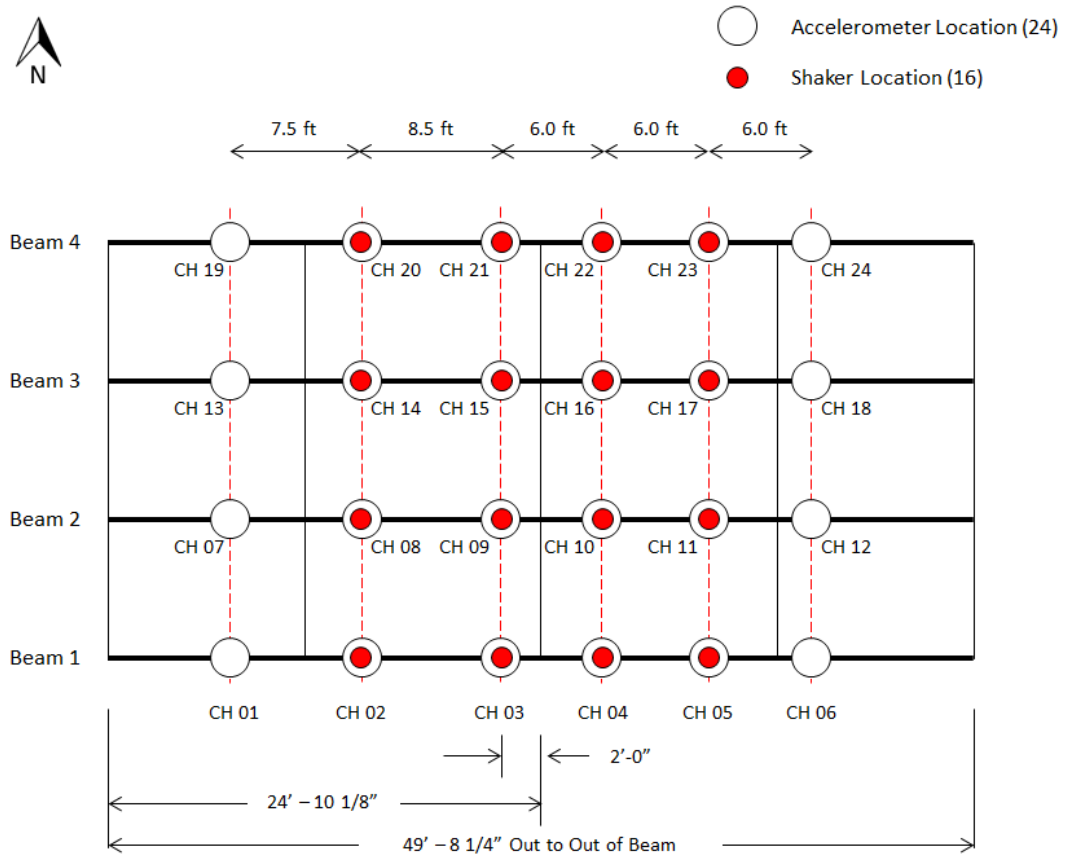 Accelerometer Location (24)
N
Shaker Location (16)
7.5 ft 8.5 ft 6.0 ft 6.0 ft 6.0 ft
Beam 4
CH 19 CH 20 CH 21 CH 22 CH 23 CH 24
Beam 3
CH 13 CH 14 CH 15 CH 16 CH 17 CH 18
Beam 2
CH 07 CH 08 CH 09 CH 10 CH 11 CH 12
Beam 1
CH 01 CH 02 CH 03 CH 04 CH 05 CH 06
2’-0”
24’ – 10 1/8”
49’ – 8 1/4” Out to Out of Beam